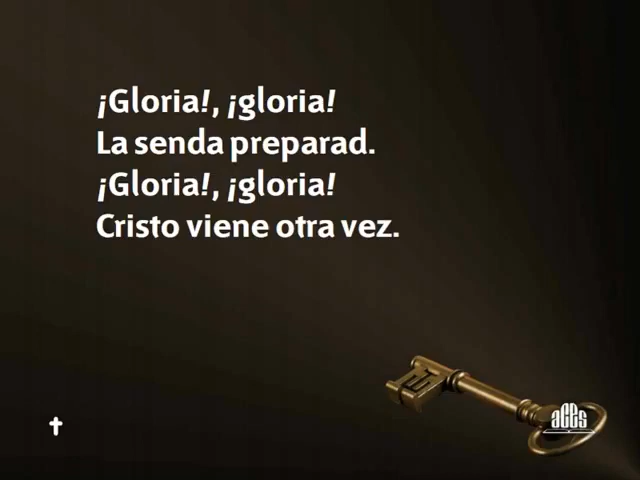 ¡Gloria!, ¡gloria!
La senda preparad.
¡Gloria!, ¡gloria!
Cristo viene otra vez.
aces